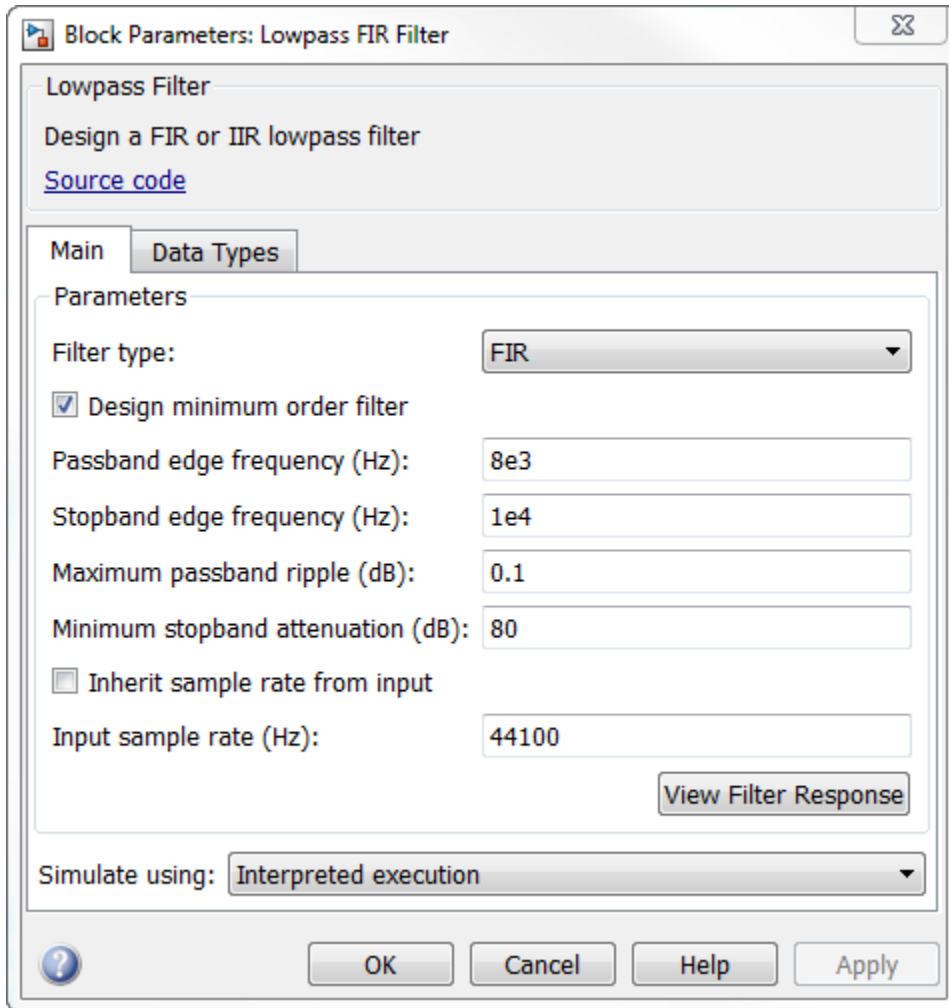 Block Parameters: Lowpass FIR Filter
Lowpass Filter
Design a FIR or IIR lowpass filter
Source code
Main Data Types
Parameters
Filter type: FIR
Design minimum order filter
Passband edge frequency (Hz): 8e3
Stopband edge frequency (Hz): 1e4
Maximum passband ripple (dB): 0.1
Minimum stopband attenuation (dB): 80
Inherit sample rate from input
Input sample rate (Hz): 44100
View Filter Response
Simulate using: Interpreted execution
? OK Cancel Help Apply